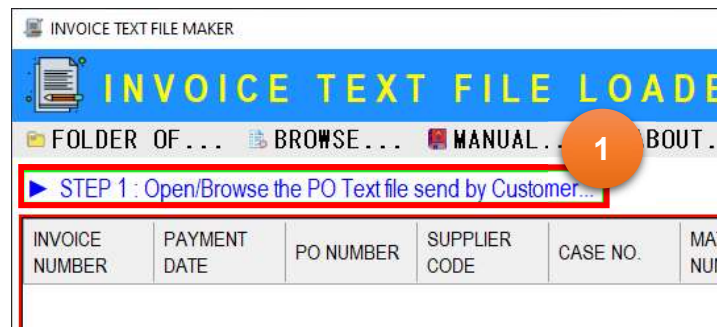 INVOICE TEXT FILE MAKER
INVOICE TEXT FILE LOADE
FOLDER OF... BROWSE... MANUAL.. BOUT.
1
► STEP 1 : Open/Browse the PO Text file send by Customer...
INVOICE NUMBER PAYMENT DATE PO NUMBER SUPPLIER CODE CASE NO. MA NU